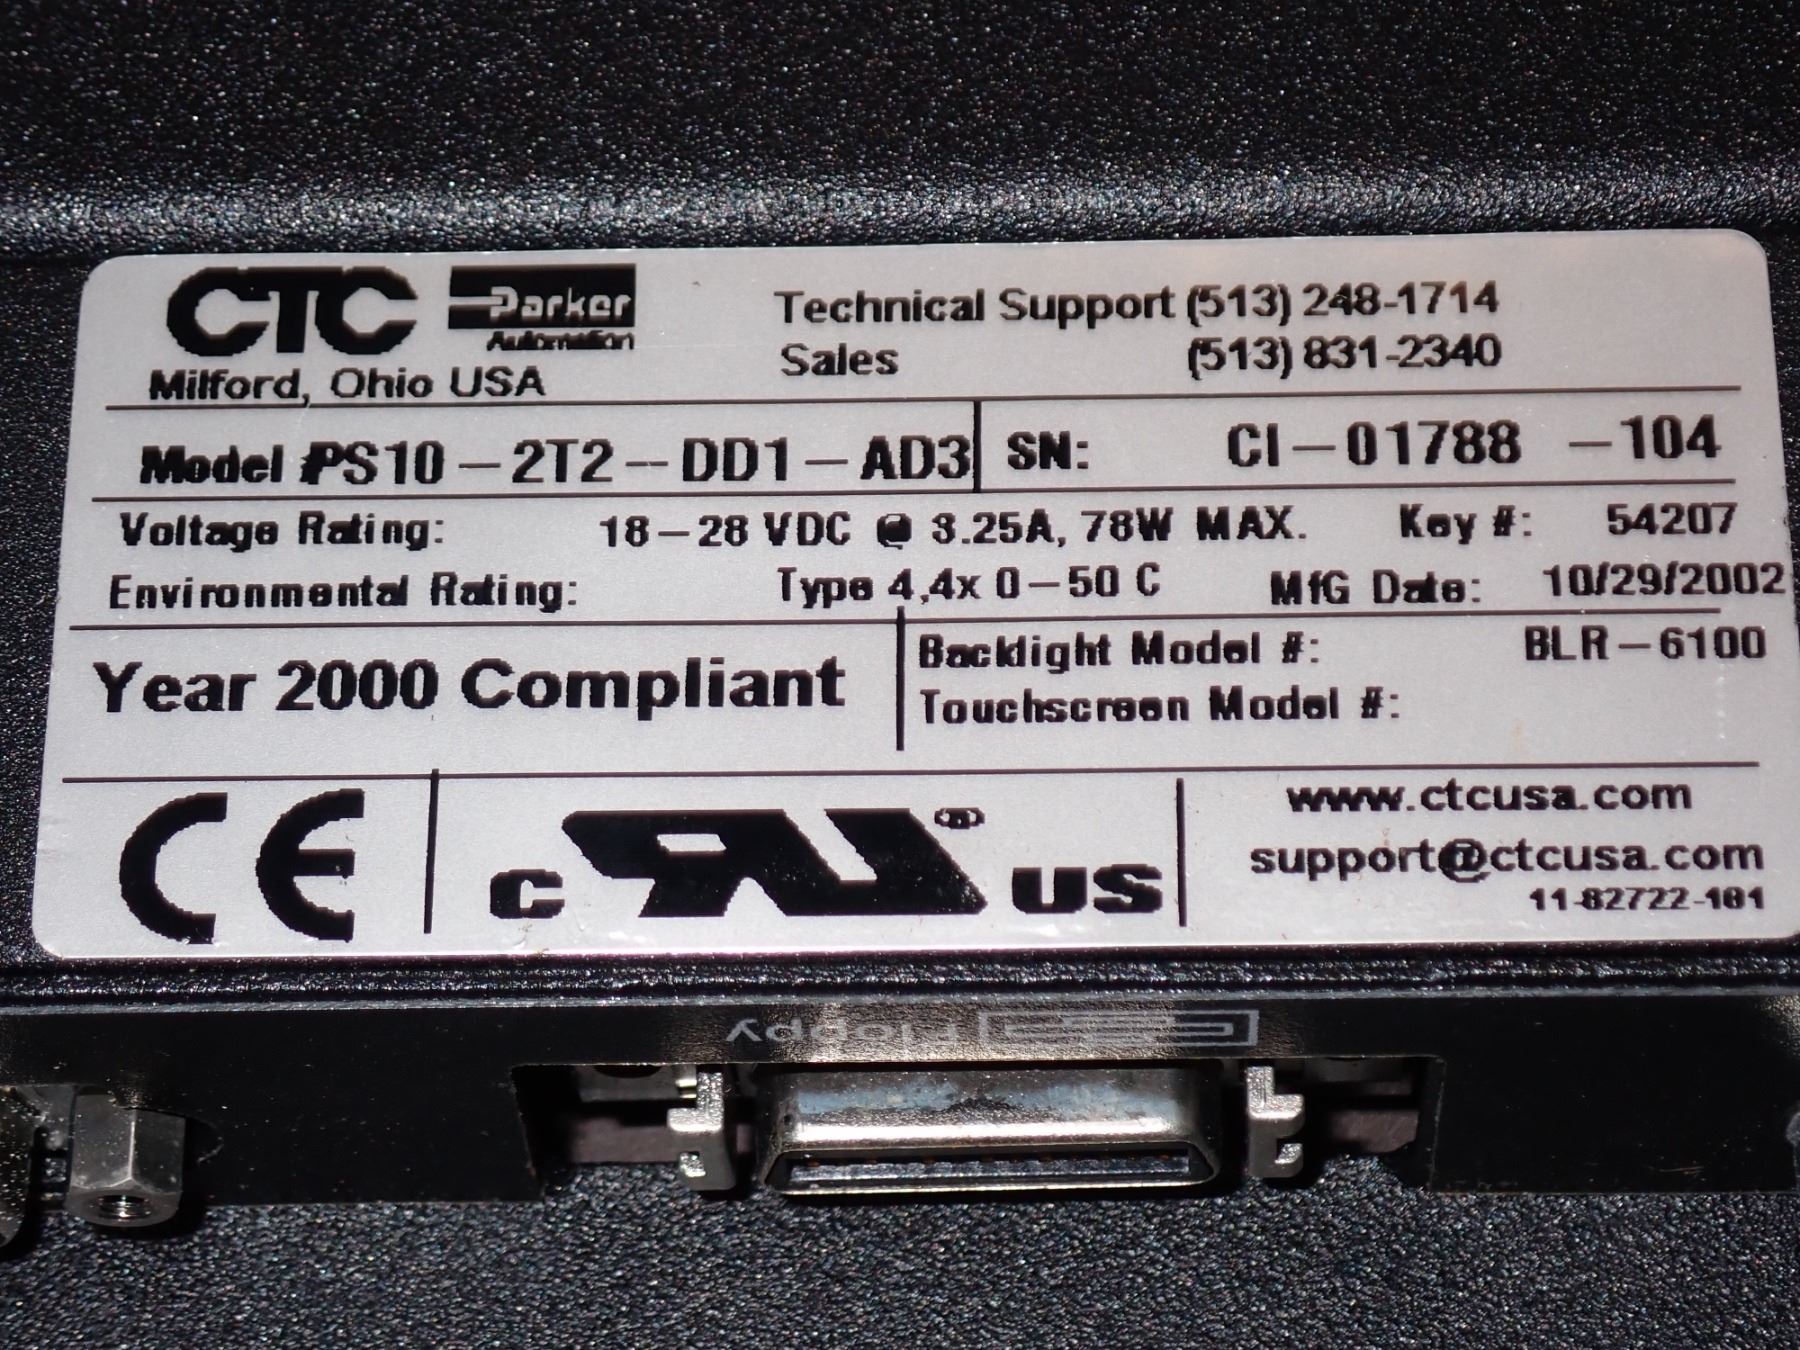 CTC Parker
Automation
Milford, Ohio USA
Technical Support (513) 248-1714
Sales (513) 831-2340
Model #PS10-2T2-DD1-AD3 SN: CI-01788 -104
Voltage Rating: 18-28 VDC @ 3.25A, 78W MAX. Key #: 54207
Environmental Rating: Type 4,4x 0-50 C MfG Date: 10/29/2002
Year 2000 Compliant
Backlight Model #: BLR-6100
Touchscreen Model #:
CE
c RU ® US
www.ctcusa.com
support@ctcusa.com
11-82722-101
Floppy